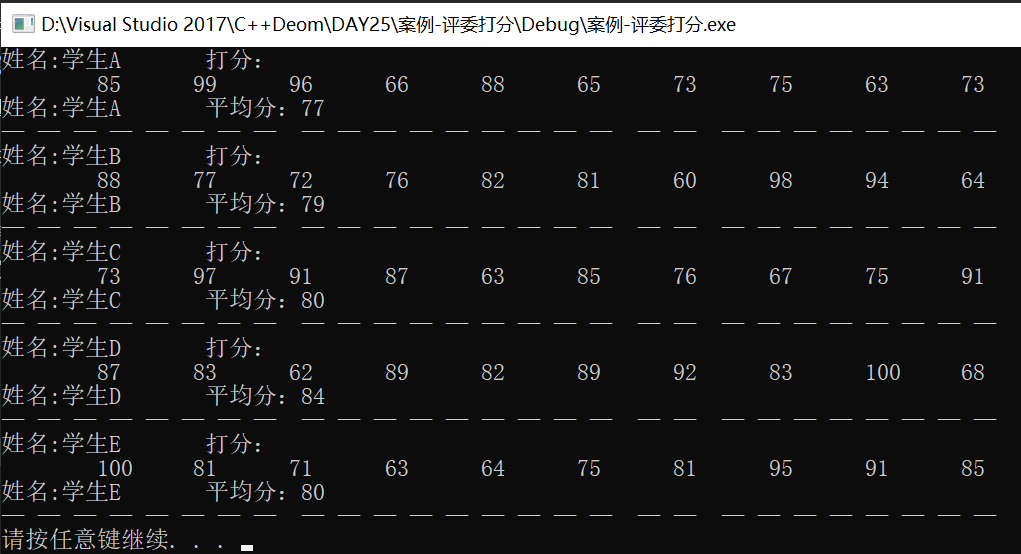 D:\Visual Studio 2017\C++Deom\DAY25\案例-评委打分\Debug\案例-评委打分.exe
姓名:学生A 打分：
85 99 96 66 88 65 73 75 63 73
姓名:学生A 平均分：77
— — — — — — — — — — — — — — — — — — — — — — — — — —
姓名:学生B 打分：
88 77 72 76 82 81 60 98 94 64
姓名:学生B 平均分：79
— — — — — — — — — — — — — — — — — — — — — — — — — —
姓名:学生C 打分：
73 97 91 87 63 85 76 67 75 91
姓名:学生C 平均分：80
— — — — — — — — — — — — — — — — — — — — — — — — — —
姓名:学生D 打分：
87 83 62 89 82 89 92 83 100 68
姓名:学生D 平均分：84
— — — — — — — — — — — — — — — — — — — — — — — — — —
姓名:学生E 打分：
100 81 71 63 64 75 81 95 91 85
姓名:学生E 平均分：80
— — — — — — — — — — — — — — — — — — — — — — — — — —
请按任意键继续. . .